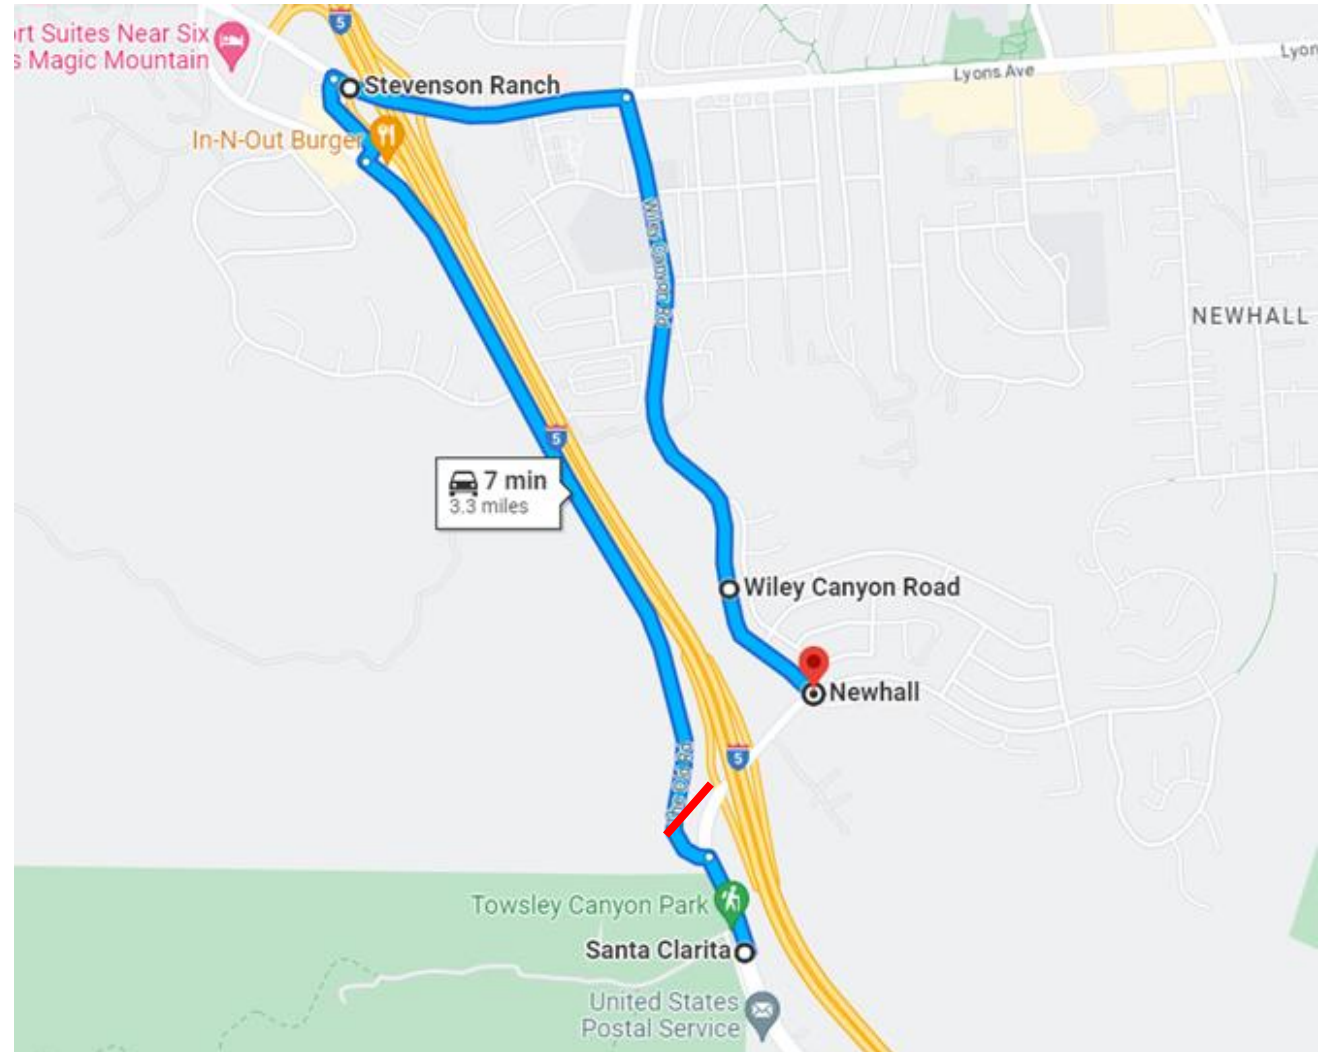 5
rt Suites Near Six
s Magic Mountain
Stevenson Ranch
Lyons Ave
Lyon
In-N-Out Burger
Wiley Canyon Rd
NEWHALL
5
7 min
3.3 miles
Wiley Canyon Road
Newhall
5
Towsley Canyon Park
Santa Clarita
United States
Postal Service